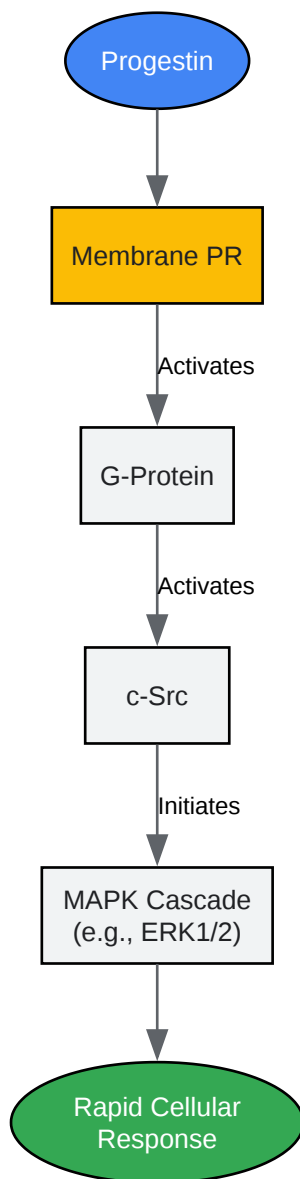 Progestin
Membrane PR
Activates
G-Protein
Activates
c-Src
Initiates
MAPK Cascade
(e.g., ERK1/2)
Rapid Cellular
Response